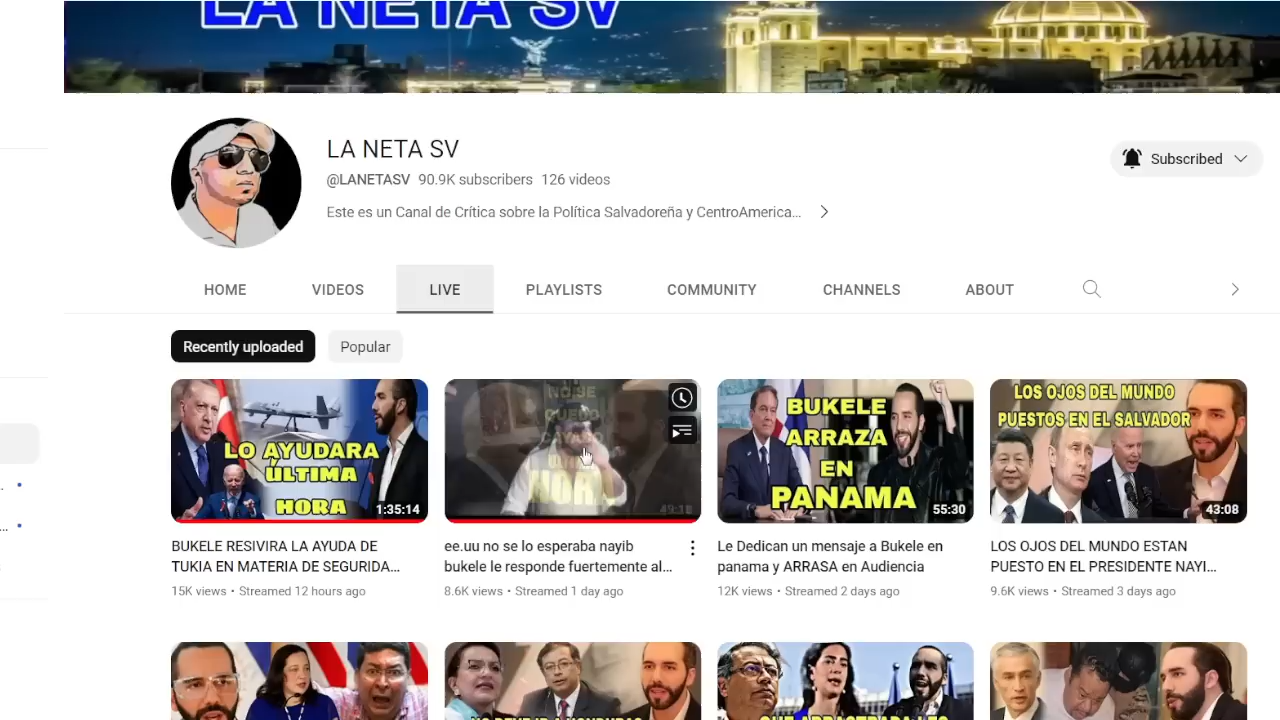 LA NETA SV
LA NETA SV
@LANETASV 90.9K subscribers 126 videos
Este es un Canal de Crítica sobre la Política Salvadoreña y CentroAmerica...
Subscribed
HOME VIDEOS LIVE PLAYLISTS COMMUNITY CHANNELS ABOUT
Recently uploaded Popular
LO AYUDARA
ÚLTIMA
HORA
1:35:14
NO SE
BUKELE
ARRAZA
EN
PANAMA
55:30
LOS OJOS DEL MUNDO
PUESTOS EN EL SALVADOR
43:08
BUKELE RESIVIRA LA AYUDA DE
TUKIA EN MATERIA DE SEGURIDA...
15K views • Streamed 12 hours ago
ee.uu no se lo esperaba nayib
bukele le responde fuertemente al...
8.6K views • Streamed 1 day ago
Le Dedican un mensaje a Bukele en
panama y ARRASA en Audiencia
12K views • Streamed 2 days ago
LOS OJOS DEL MUNDO ESTAN
PUESTO EN EL PRESIDENTE NAYI...
9.6K views • Streamed 3 days ago